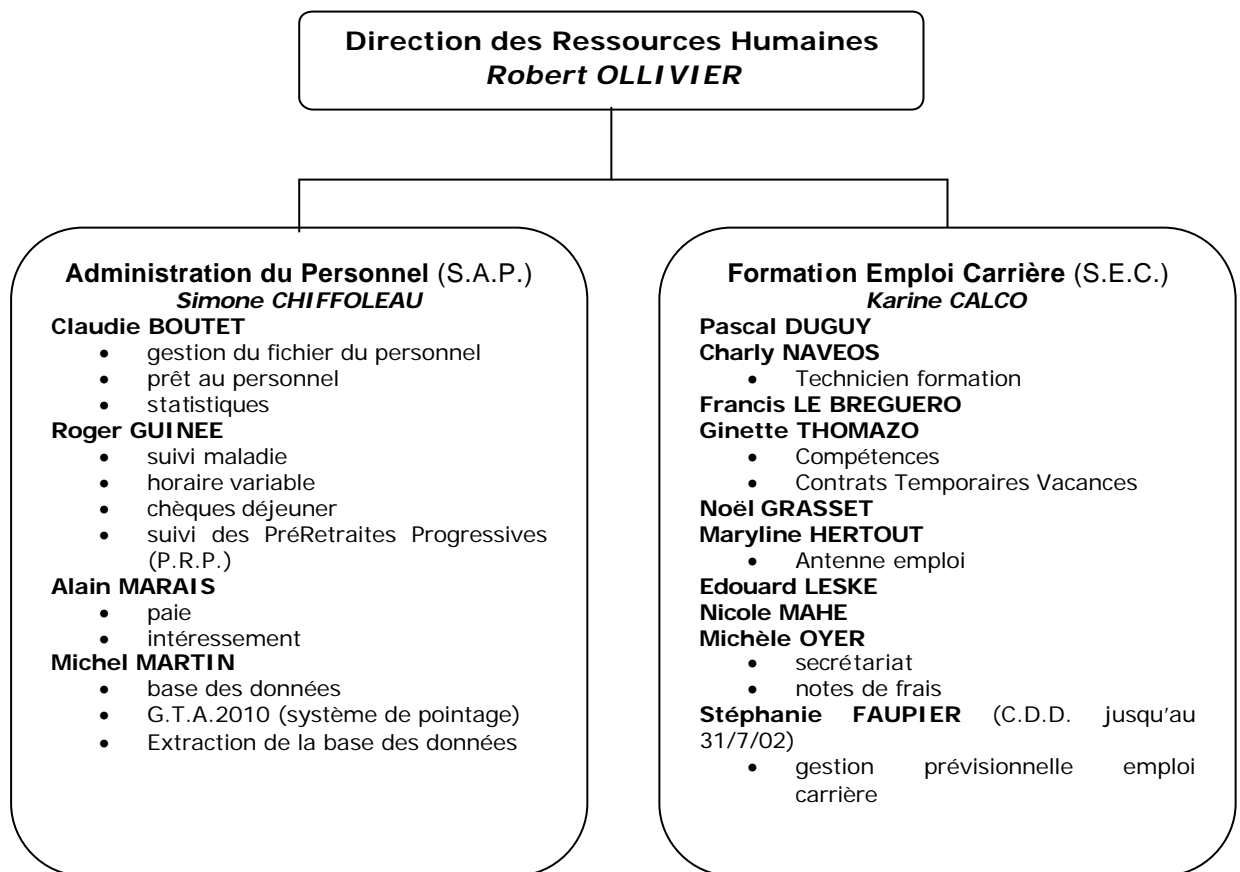 Direction des Ressources Humaines
Robert OLLIVIER
Administration du Personnel (S.A.P.)
Simone CHIFFOLEAU
Claudie BOUTET
• gestion du fichier du personnel
• prêt au personnel
• statistiques
Roger GUINEE
• suivi maladie
• horaire variable
• chèques déjeuner
• suivi des PréRetraites Progressives
(P.R.P.)
Alain MARAIS
• paie
• intéressement
Michel MARTIN
• base des données
• G.T.A.2010 (système de pointage)
• Extraction de la base des données
Formation Emploi Carrière (S.E.C.)
Karine CALCO
Pascal DUGUY
Charly NAVEOS
• Technicien formation
Francis LE BREGUERO
Ginette THOMAZO
• Compétences
• Contrats Temporaires Vacances
Noël GRASSET
Maryline HERTOUT
• Antenne emploi
Edouard LESKE
Nicole MAHE
Michèle OYER
• secrétariat
• notes de frais
Stéphanie FAUPIER (C.D.D. jusqu'au
31/7/02)
• gestion prévisionnelle emploi
carrière